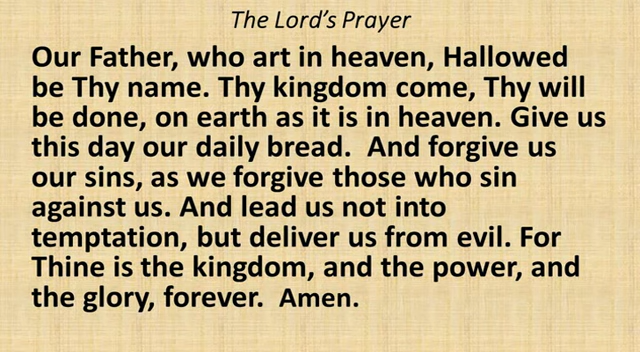 The Lord’s Prayer
Our Father, who art in heaven, Hallowed
be Thy name. Thy kingdom come, Thy will
be done, on earth as it is in heaven. Give us
this day our daily bread.  And forgive us
our sins, as we forgive those who sin
against us. And lead us not into
temptation, but deliver us from evil. For
Thine is the kingdom, and the power, and
the glory, forever.  Amen.